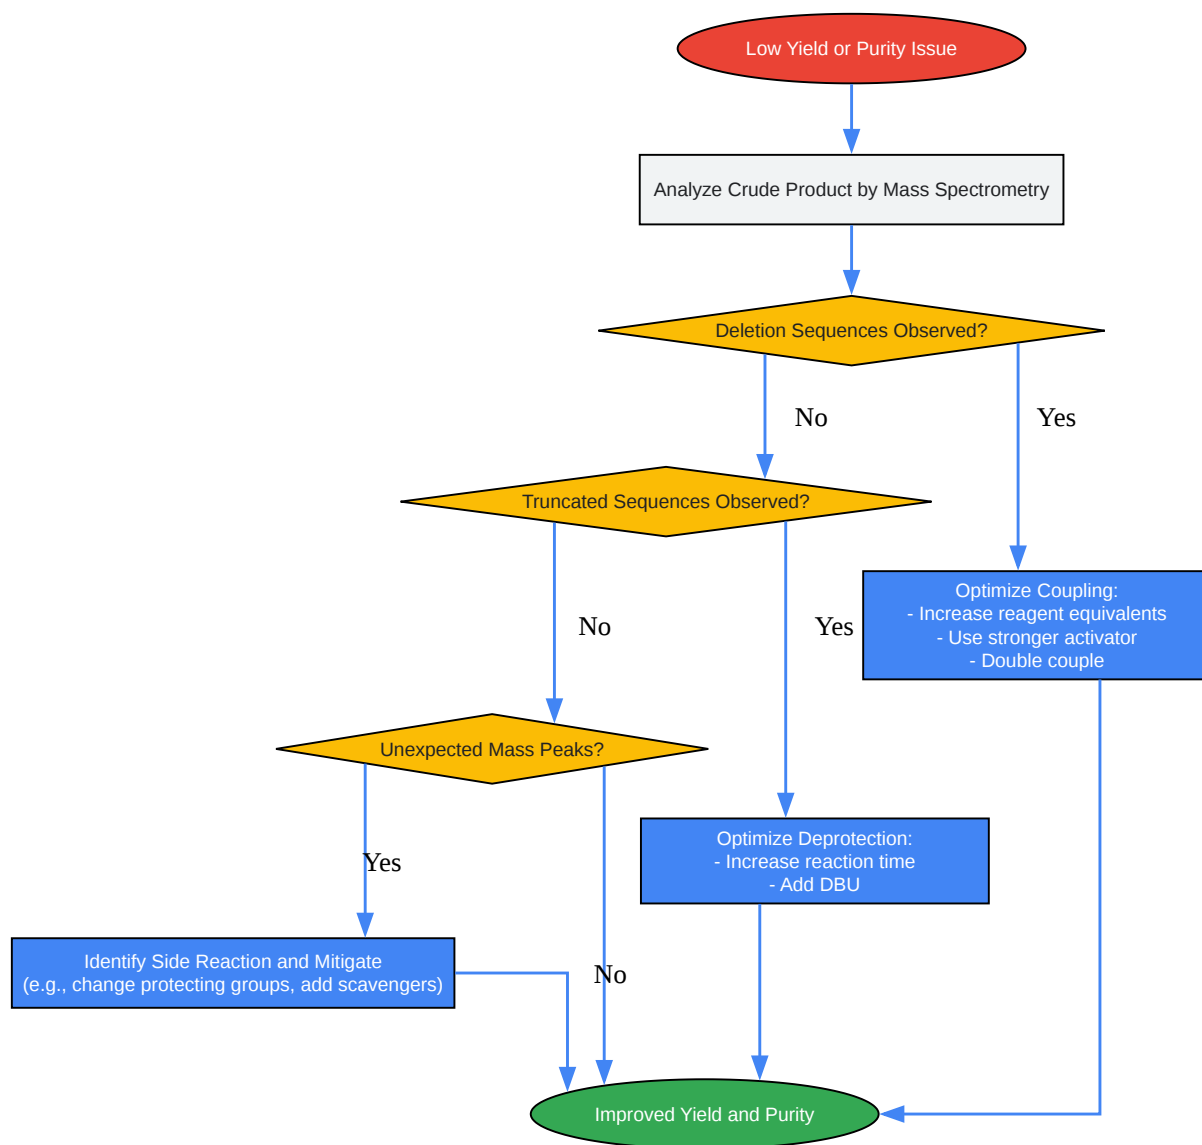 Low Yield or Purity Issue
Analyze Crude Product by Mass Spectrometry
Deletion Sequences Observed?
No
Yes
Truncated Sequences Observed?
Optimize Coupling:
- Increase reagent equivalents
- Use stronger activator
- Double couple
No
Yes
Unexpected Mass Peaks?
Optimize Deprotection:
- Increase reaction time
- Add DBU
Yes
Identify Side Reaction and Mitigate
(e.g., change protecting groups, add scavengers)
No
Improved Yield and Purity